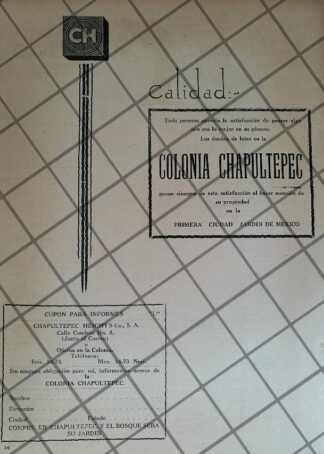 CH
Calidad:-
Toda persona aprecia la satisfacción de poseer algo
que sea lo mejor en su género.
Los dueños de lotes en la
COLONIA CHAPULTEPEC
gozan siempre de esta satisfacción al hacer mención de
su propiedad
en la
PRIMERA CIUDAD JARDIN DE MEXICO
CUPON PARA INFORMES "L"
CHAPULTEPEC HEIGHTS Co., S. A.
Calle Condesa No. 8.
(Junto al Correo)
o
Oficina en la Colonia.
Teléfonos:
Eric. 14-73. Mex. 14-73 Neri.
Sin ninguna obligación para mí, infórmenme acerca de
la
COLONIA CHAPULTEPEC.
Nombre
Dirección
Ciudad Estado
COMPRE EN CHAPULTEPEC Y EL BOSQUE SERA
SU JARDIN